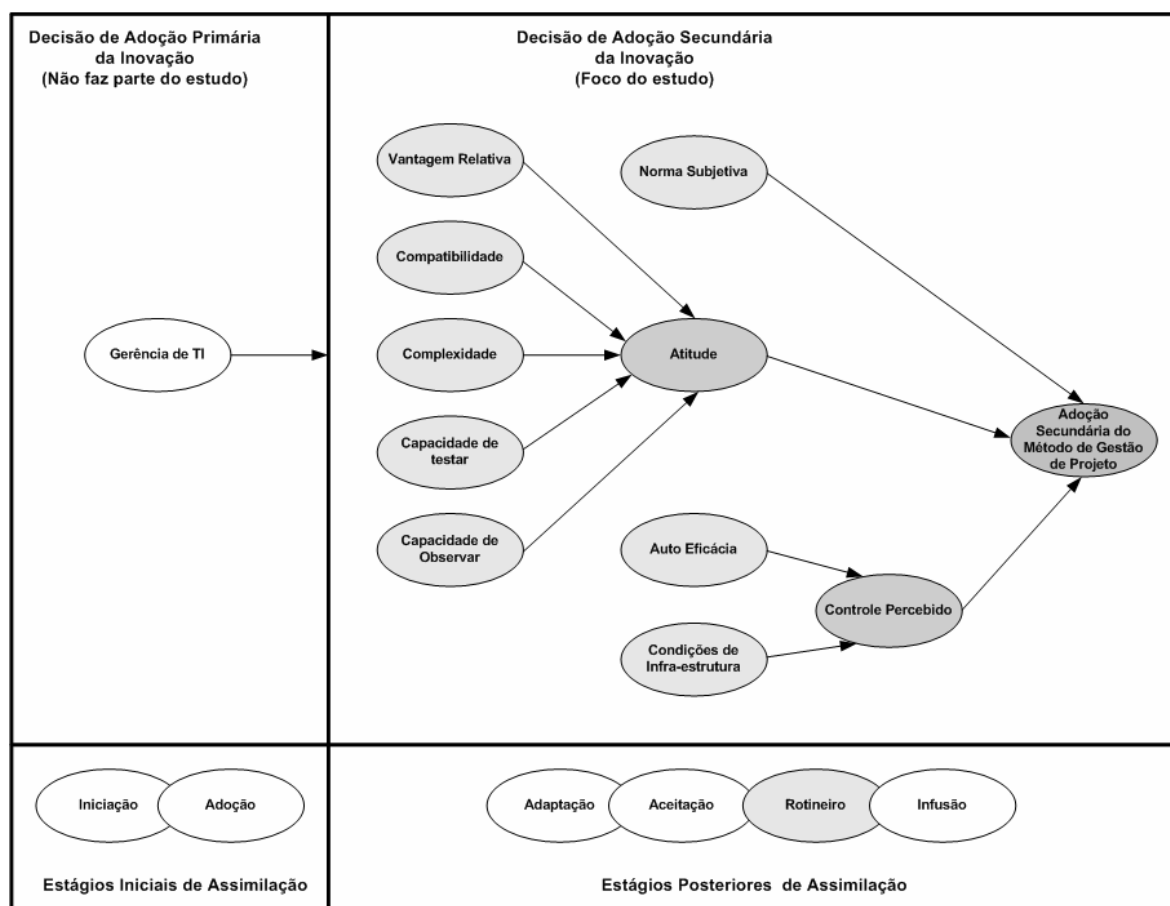 Decisão de Adoção Primária
da Inovação
(Não faz parte do estudo)
Decisão de Adoção Secundária
da Inovação
(Foco do estudo)
Vantagem Relativa
Norma Subjetiva
Compatibilidade
Gerência de TI
Complexidade
Atitude
Adoção
Secundária do
Método de Gestão
de Projeto
Capacidade de
testar
Capacidade de
Observar
Auto Eficácia
Controle Percebido
Condições de
Infra-estrutura
Iniciação
Adoção
Adaptação
Aceitação
Rotineiro
Infusão
Estágios Iniciais de Assimilação
Estágios Posteriores de Assimilação